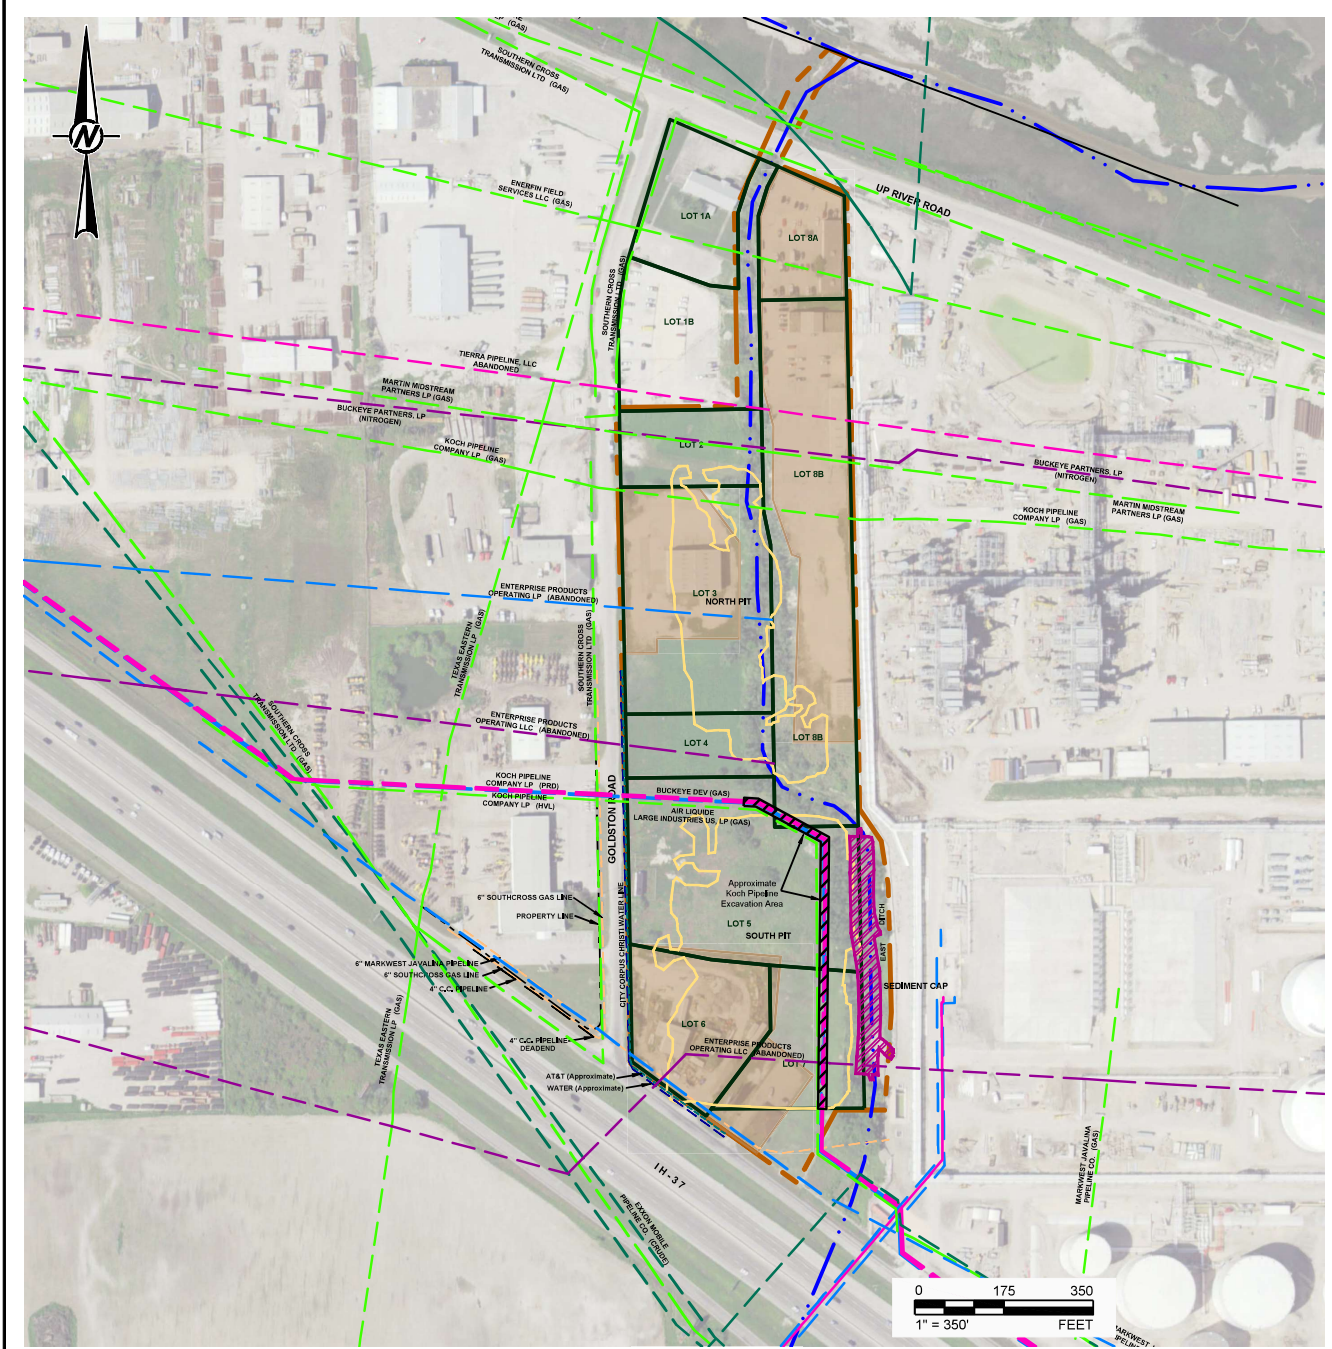 LP (GAS)
SOUTHERN CROSS
TRANSMISSION LTD (GAS)
N
ENERFIN FIELD
SERVICES LLC (GAS)
UP RIVER ROAD
LOT 1A
LOT 8A
SOUTHERN CROSS
TRANSMISSION LTD (GAS)
LOT 1B
TIERRA PIPELINE, LLC
ABANDONED
MARTIN MIDSTREAM
PARTNERS LP (GAS)
BUCKEYE PARTNERS, LP
(NITROGEN)
KOCH PIPELINE
COMPANY LP (GAS)
LOT 2
LOT 8B
BUCKEYE PARTNERS, LP
(NITROGEN)
MARTIN MIDSTREAM
PARTNERS LP (GAS)
KOCH PIPELINE
COMPANY LP (GAS)
ENTERPRISE PRODUCTS
OPERATING LP (ABANDONED)
LOT 3
NORTH PIT
TEXAS EASTERN
TRANSMISSION LP (GAS)
SOUTHERN CROSS
TRANSMISSION LTD (GAS)
SOUTHERN CROSS
TRANSMISSION LTD (GAS)
ENTERPRISE PRODUCTS
OPERATING LLC (ABANDONED)
LOT 4
LOT 8B
KOCH PIPELINE
COMPANY LP (PRD)
KOCH PIPELINE
COMPANY LP (HVL)
BUCKEYE DEV (GAS)
AIR LIQUIDE
LARGE INDUSTRIES US, LP (GAS)
GOLDSTON ROAD
Approximate
Koch Pipeline
Excavation Area
6" SOUTHCROSS GAS LINE
PROPERTY LINE
CITY CORPUS CHRISTI WATER LINE
LOT 5
SOUTH PIT
EAST DITCH
6" MARKWEST JAVALINA PIPELINE
6" SOUTHCROSS GAS LINE
4" C.C. PIPELINE
SEDIMENT CAP
LOT 6
4" C.C. PIPELINE-
DEADEND
ENTERPRISE PRODUCTS
OPERATING LLC (ABANDONED)
LOT 7
TEXAS EASTERN
TRANSMISSION LP (GAS)
AT&T (Approximate)
WATER (Approximate)
IH-37
MARKWEST JAVALINA
PIPELINE CO. (GAS)
EXXON MOBILE
PIPELINE CO. (CRUDE)
0 175 350
1" = 350' FEET